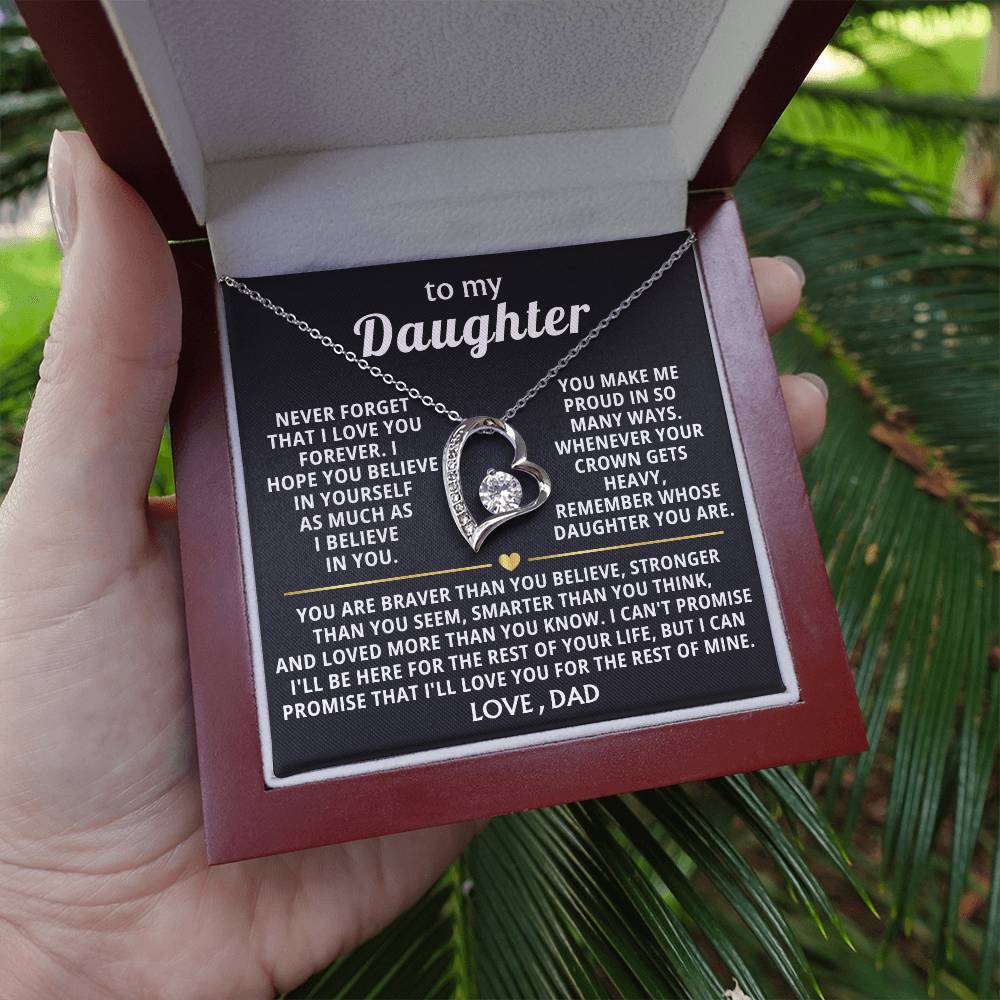 to my
Daughter
NEVER FORGET
THAT I LOVE YOU
FOREVER. I
HOPE YOU BELIEVE
IN YOURSELF
AS MUCH AS
I BELIEVE
IN YOU.
YOU MAKE ME
PROUD IN SO
MANY WAYS.
WHENEVER YOUR
CROWN GETS
HEAVY,
REMEMBER WHOSE
DAUGHTER YOU ARE.
YOU ARE BRAVER THAN YOU BELIEVE, STRONGER
THAN YOU SEEM, SMARTER THAN YOU THINK,
AND LOVED MORE THAN YOU KNOW. I CAN'T PROMISE
I'LL BE HERE FOR THE REST OF YOUR LIFE, BUT I CAN
PROMISE THAT I'LL LOVE YOU FOR THE REST OF MINE.
LOVE , DAD